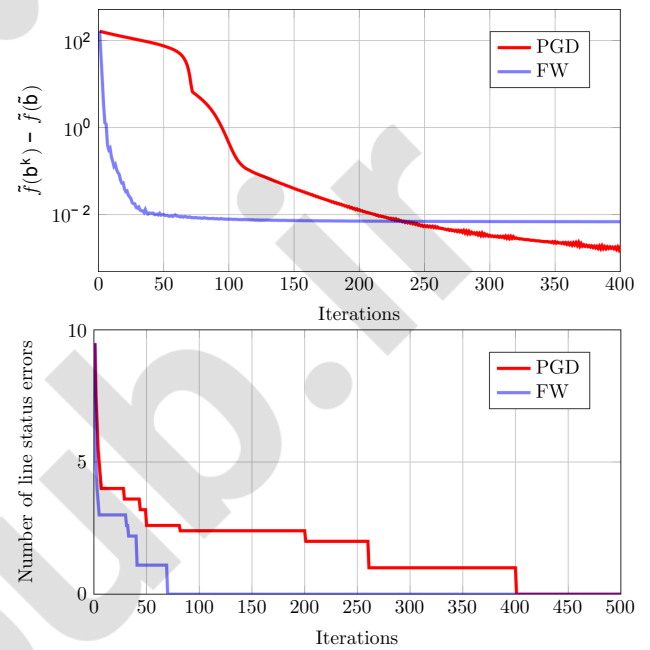 10^2
10^0
10^−2
f̃(b^k) − f̃(b̃)
PGD
FW
0 50 100 150 200 250 300 350 400
Iterations
10
5
0
Number of line status errors
PGD
FW
0 50 100 150 200 250 300 350 400 450 500
Iterations
ub.ir